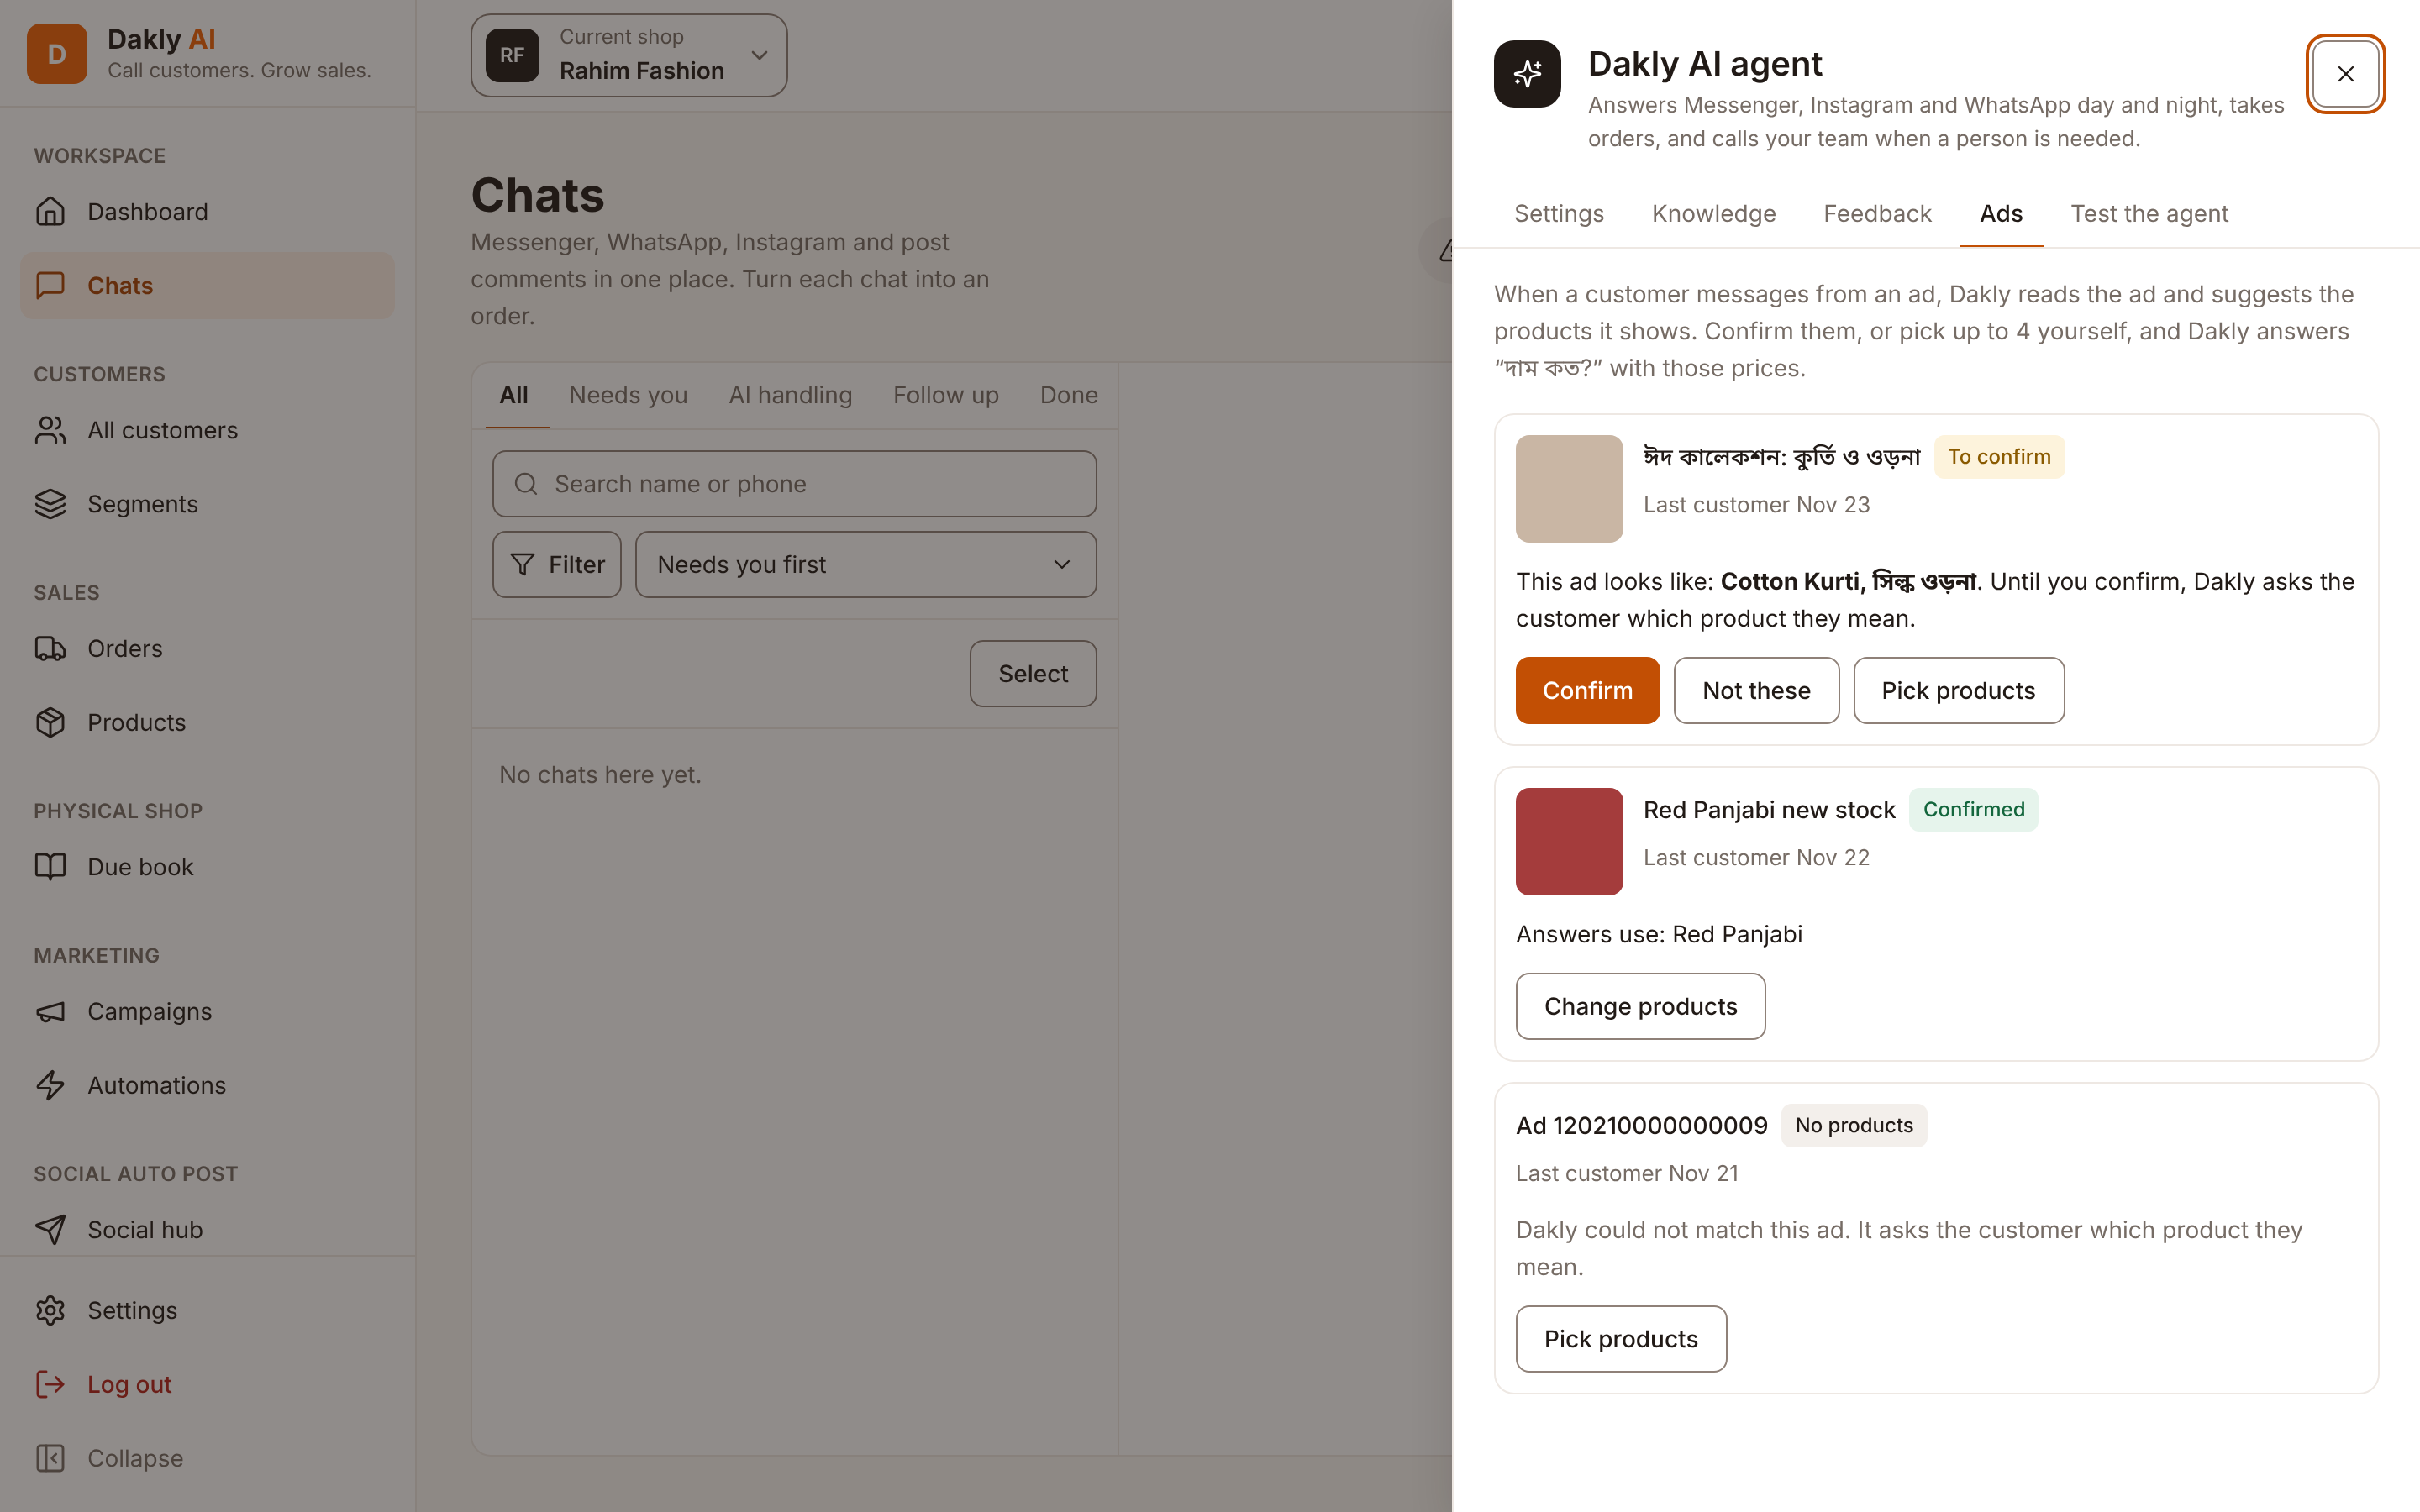 D
Dakly AI
Call customers. Grow sales.
WORKSPACE
Dashboard
Chats
CUSTOMERS
All customers
Segments
SALES
Orders
Products
PHYSICAL SHOP
Due book
MARKETING
Campaigns
Automations
SOCIAL AUTO POST
Social hub
Settings
Log out
Collapse
RF
Current shop
Rahim Fashion
Chats
Messenger, WhatsApp, Instagram and post
comments in one place. Turn each chat into an
order.
All Needs you AI handling Follow up Done
Search name or phone
Filter Needs you first
Select
No chats here yet.
Dakly AI agent
Answers Messenger, Instagram and WhatsApp day and night, takes
orders, and calls your team when a person is needed.
Settings Knowledge Feedback Ads Test the agent
When a customer messages from an ad, Dakly reads the ad and suggests the
products it shows. Confirm them, or pick up to 4 yourself, and Dakly answers
“দাম কত?” with those prices.
ঈদ কালেকশন: কুর্তি ও ওড়না To confirm
Last customer Nov 23
This ad looks like: Cotton Kurti, সিল্ক ওড়না. Until you confirm, Dakly asks the
customer which product they mean.
Confirm Not these Pick products
Red Panjabi new stock Confirmed
Last customer Nov 22
Answers use: Red Panjabi
Change products
Ad 120210000000009 No products
Last customer Nov 21
Dakly could not match this ad. It asks the customer which product they
mean.
Pick products